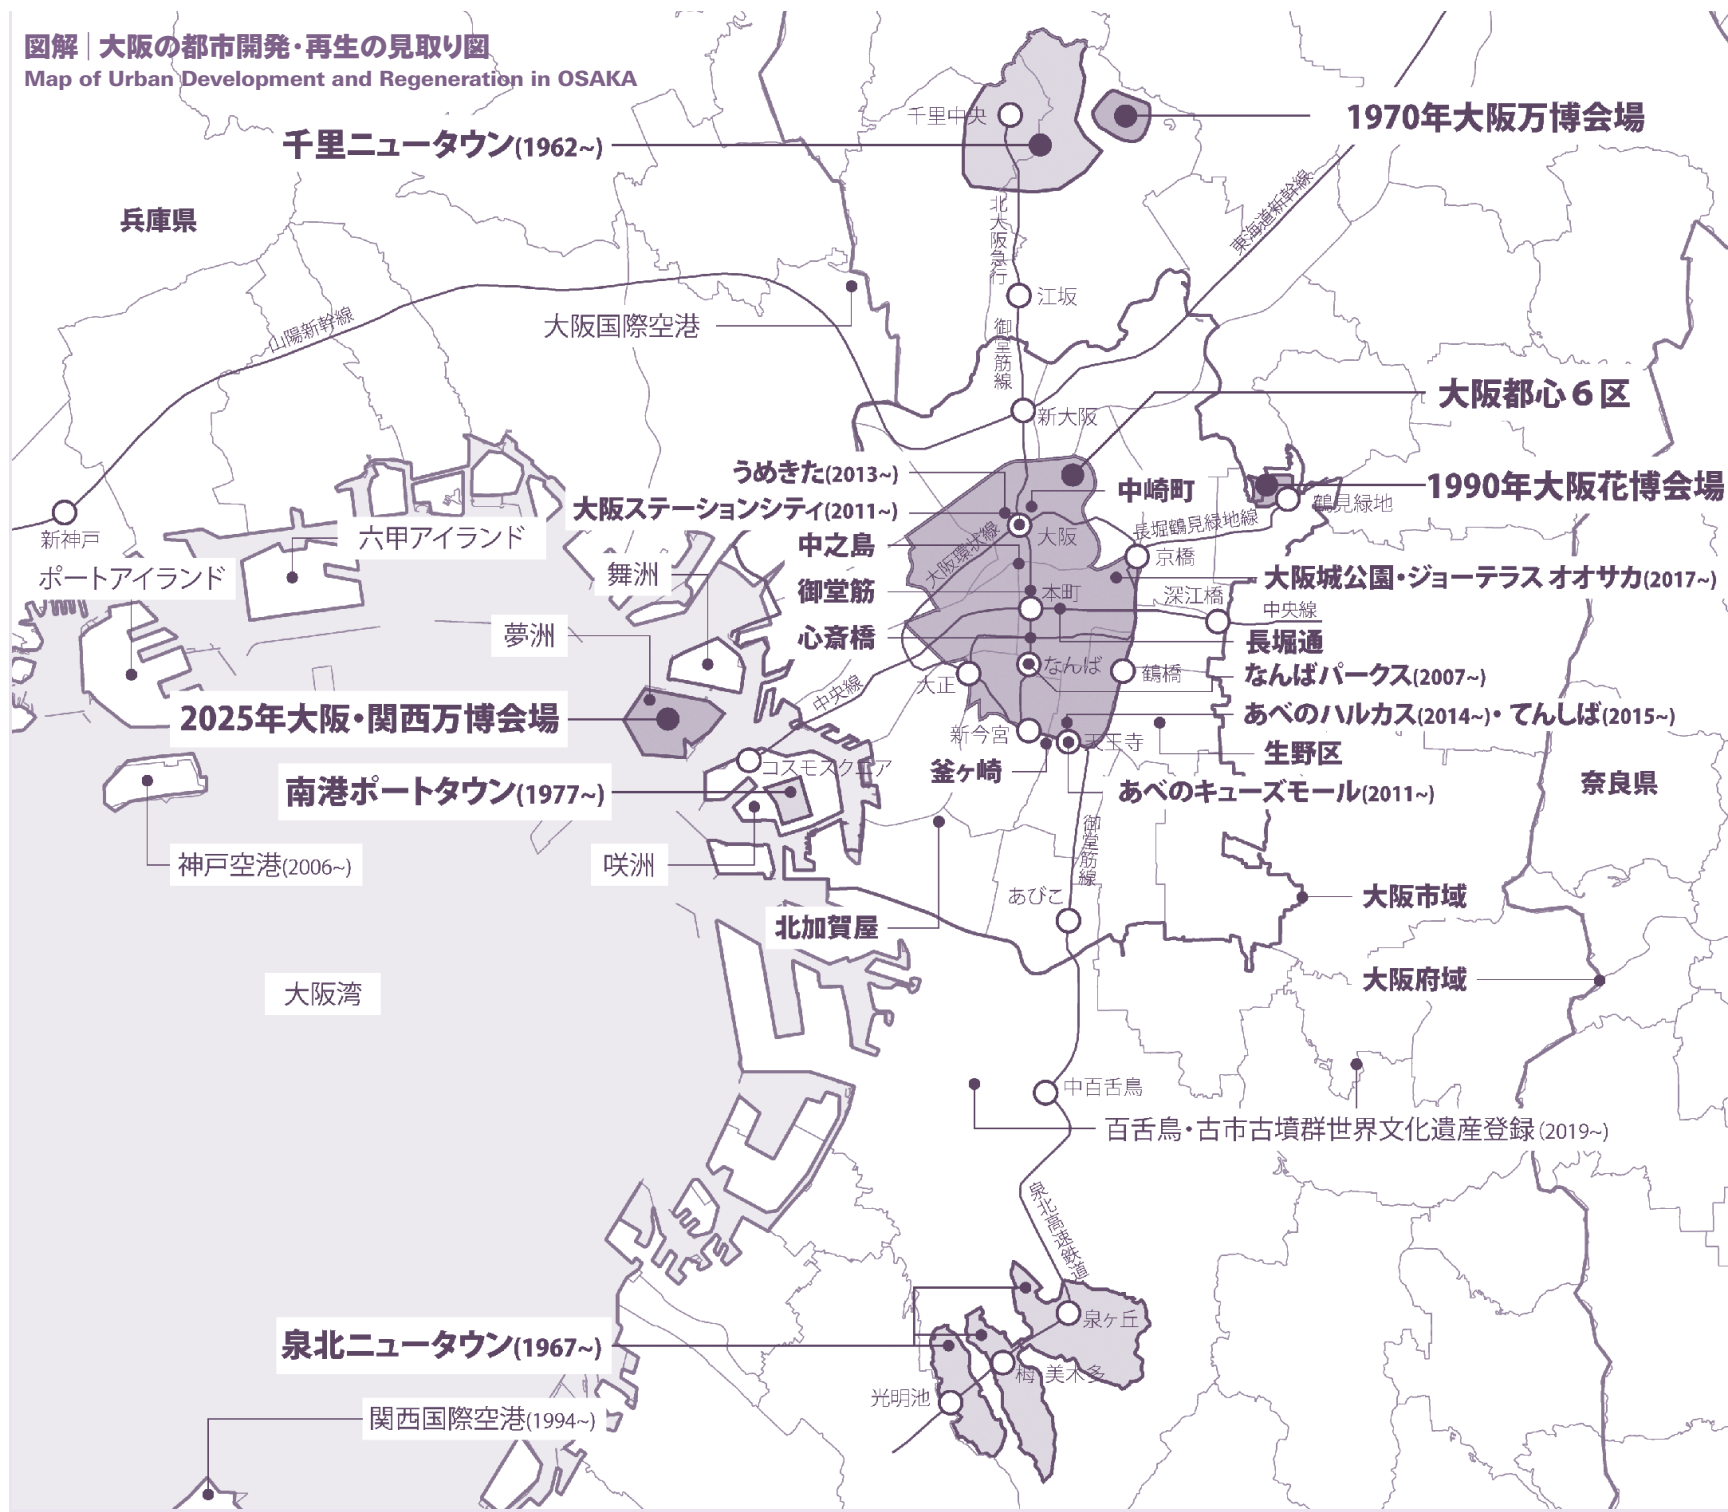 図解｜大阪の都市開発・再生の見取り図
Map of Urban Development and Regeneration in OSAKA
千里中央
1970年大阪万博会場
千里ニュータウン(1962~)
兵庫県
北大阪急行
東海道新幹線
江坂
大阪国際空港
山陽新幹線
御堂筋線
大阪都心６区
新大阪
うめきた(2013~)
中崎町
1990年大阪花博会場
鶴見緑地
大阪ステーションシティ(2011~)
長堀鶴見緑地線
新神戸
六甲アイランド
大阪環状線
大阪
中之島
京橋
ポートアイランド
舞洲
大阪城公園・ジョーテラス オオサカ(2017~)
御堂筋
本町
深江橋
中央線
夢洲
心斎橋
長堀通
なんば
鶴橋
なんばパークス(2007~)
大正
中央線
2025年大阪・関西万博会場
あべのハルカス(2014~)・てんしば(2015~)
新今宮
天王寺
生野区
コスモスクエア
釜ヶ崎
奈良県
南港ポートタウン(1977~)
あべのキューズモール(2011~)
御堂筋線
神戸空港(2006~)
咲洲
あびこ
大阪市域
北加賀屋
大阪府域
大阪湾
中百舌鳥
百舌鳥・古市古墳群世界文化遺産登録(2019~)
泉北高速鉄道
泉ヶ丘
泉北ニュータウン(1967~)
栂・美木多
光明池
関西国際空港(1994~)